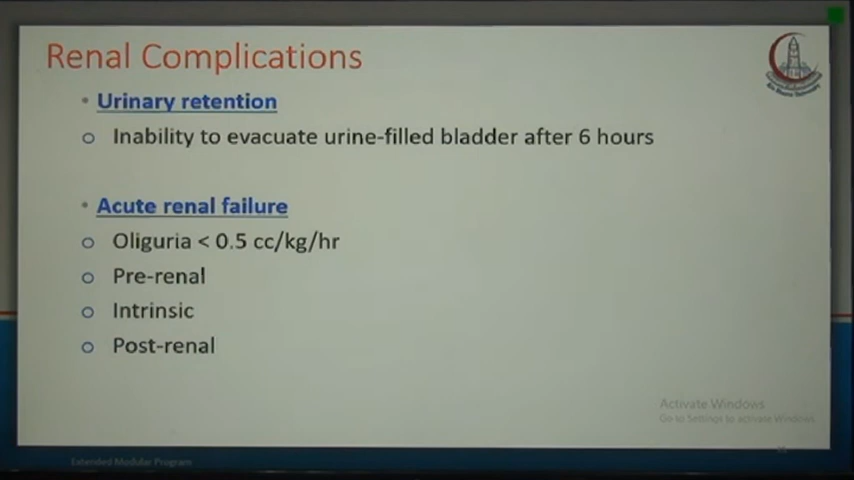 Renal Complications
• Urinary retention
o Inability to evacuate urine-filled bladder after 6 hours
• Acute renal failure
o Oliguria < 0.5 cc/kg/hr
o Pre-renal
o Intrinsic
o Post-renal
Activate Windows
Go to Settings to activate Windows.
Extended Modular Program